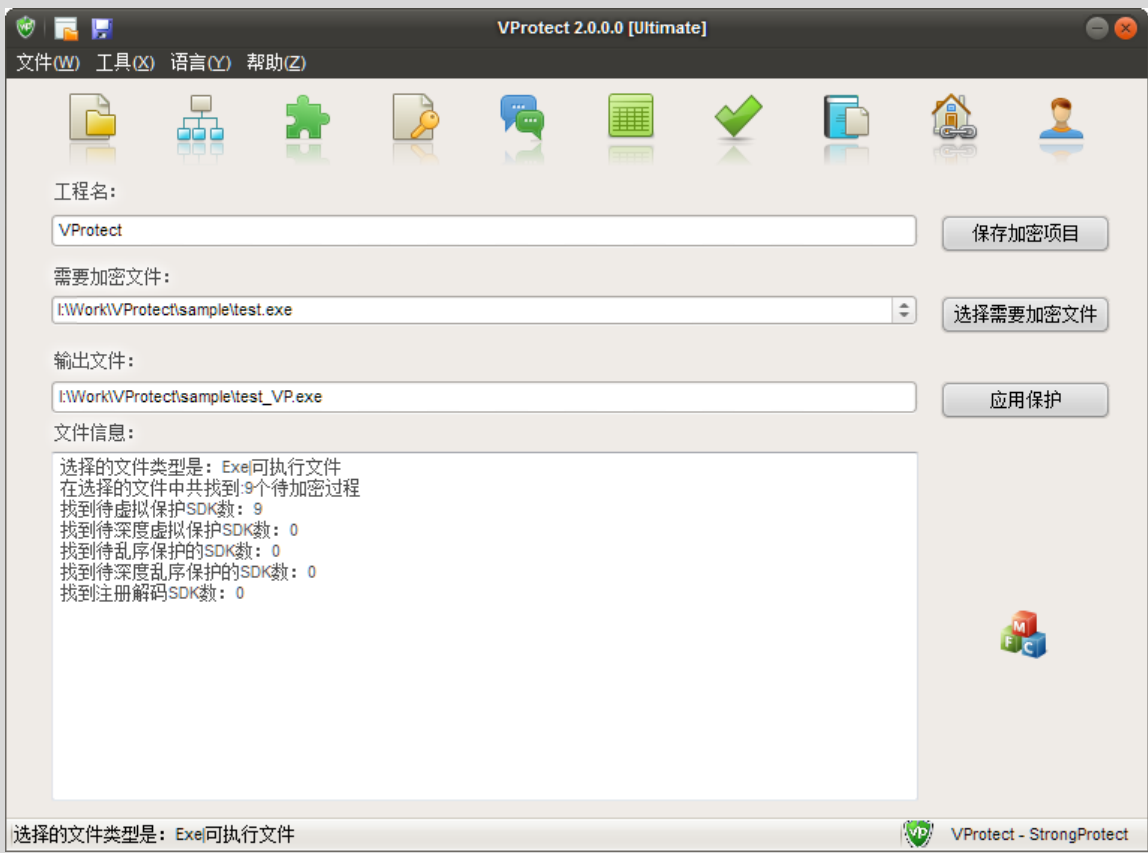 VProtect 2.0.0.0 [Ultimate]
文件(W) 工具(X) 语言(Y) 帮助(Z)
工程名:
VProtect
保存加密项目
需要加密文件:
I:\Work\VProtect\sample\test.exe
选择需要加密文件
输出文件:
I:\Work\VProtect\sample\test_VP.exe
应用保护
文件信息:
选择的文件类型是: Exe|可执行文件
在选择的文件中共找到:9个待加密过程
找到待虚拟保护SDK数: 9
找到待深度虚拟保护SDK数: 0
找到待乱序保护的SDK数: 0
找到待深度乱序保护的SDK数: 0
找到注册解码SDK数: 0
M
F C
选择的文件类型是: Exe|可执行文件
VP
VProtect - StrongProtect